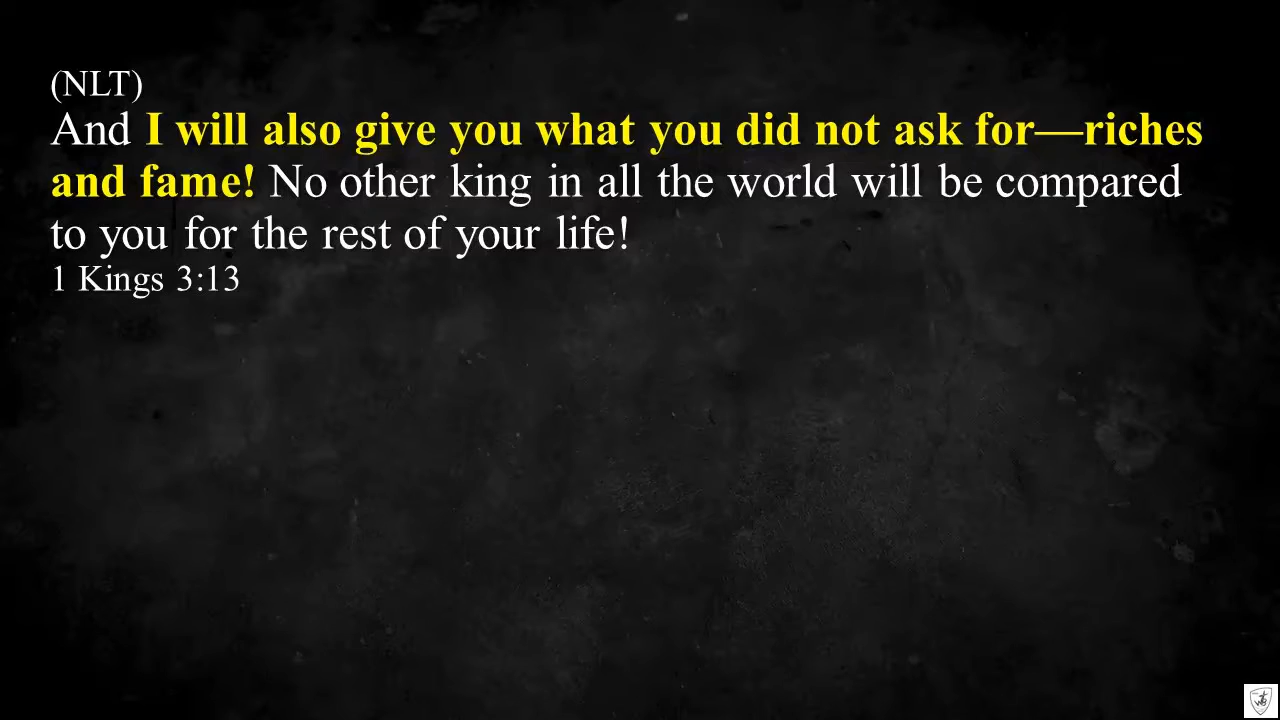 (NLT)
And I will also give you what you did not ask for—riches
and fame! No other king in all the world will be compared
to you for the rest of your life!
1 Kings 3:13